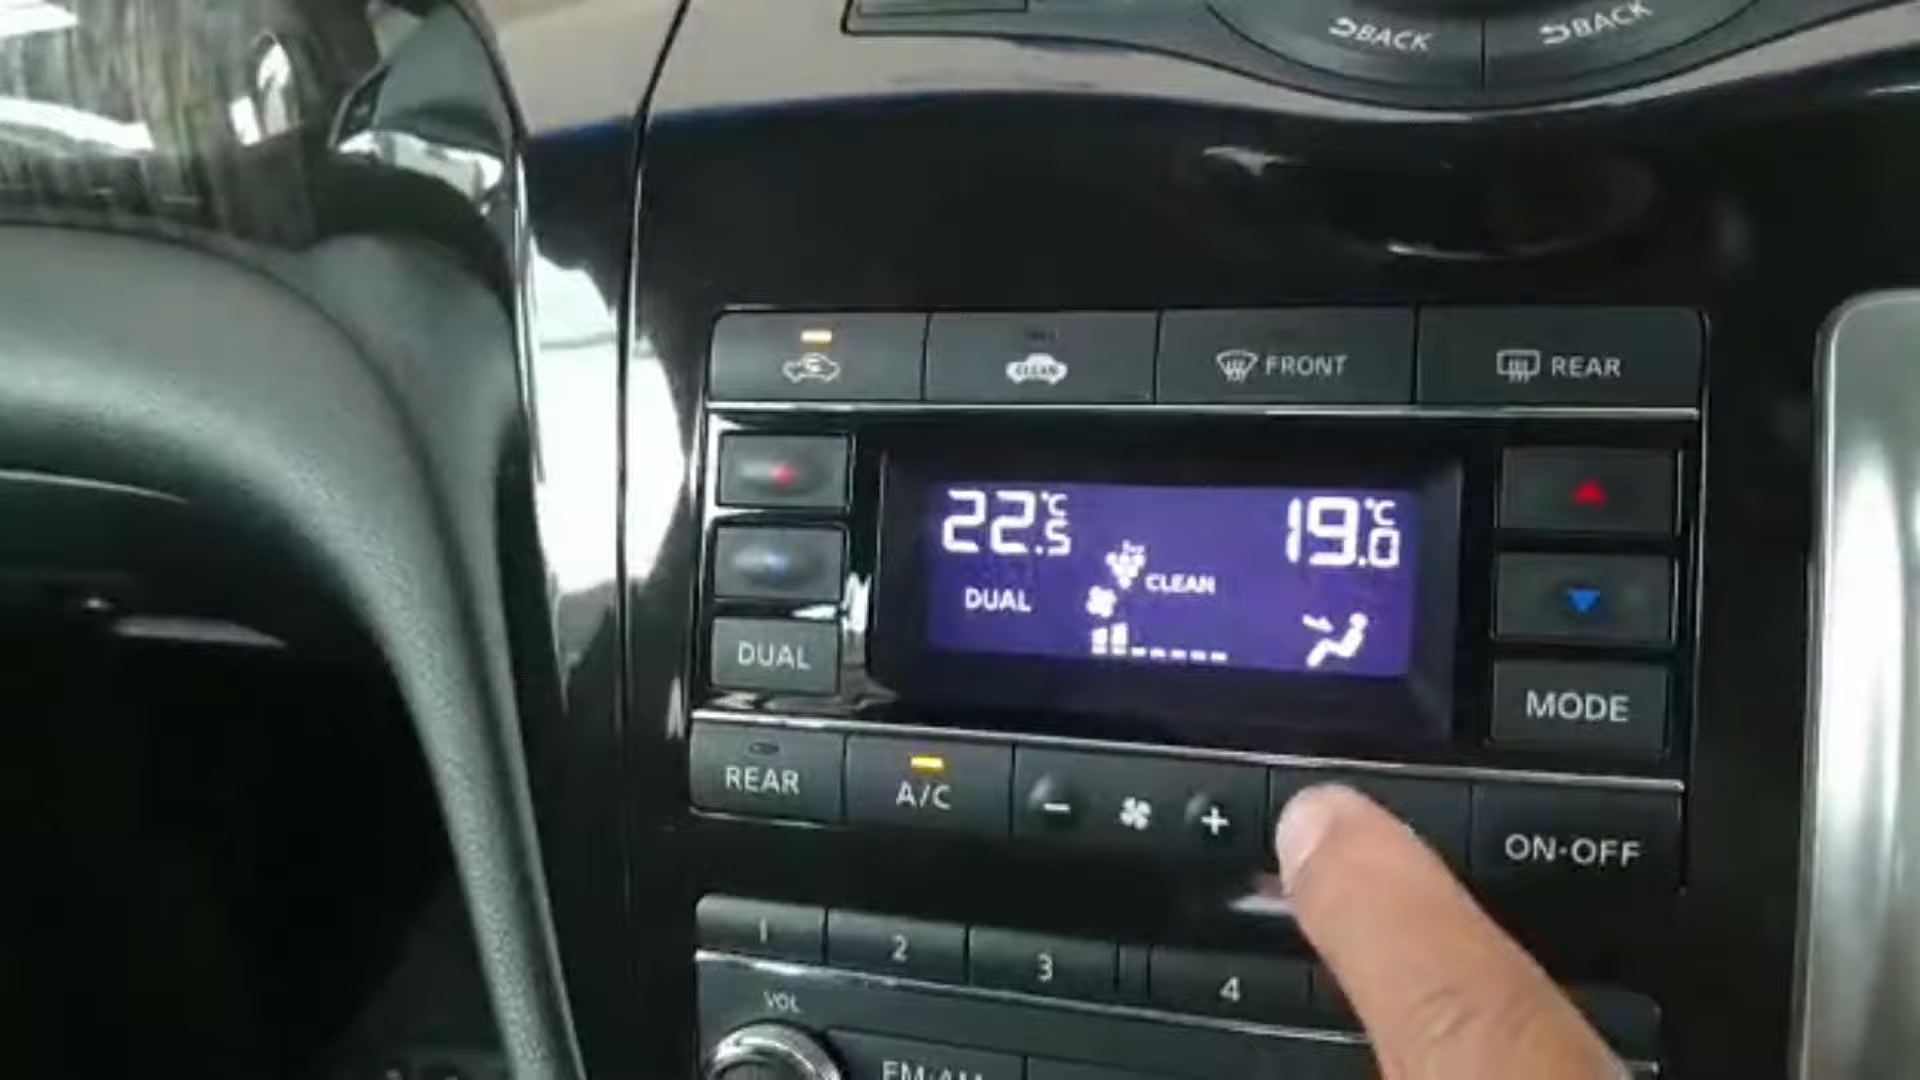 BACK
BACK
CLEAN
FRONT
REAR
22.5 °C
19.0 °C
CLEAN
DUAL
DUAL
MODE
REAR
A/C
− +
ON·OFF
1
2
3
4
VOL
FM·AM